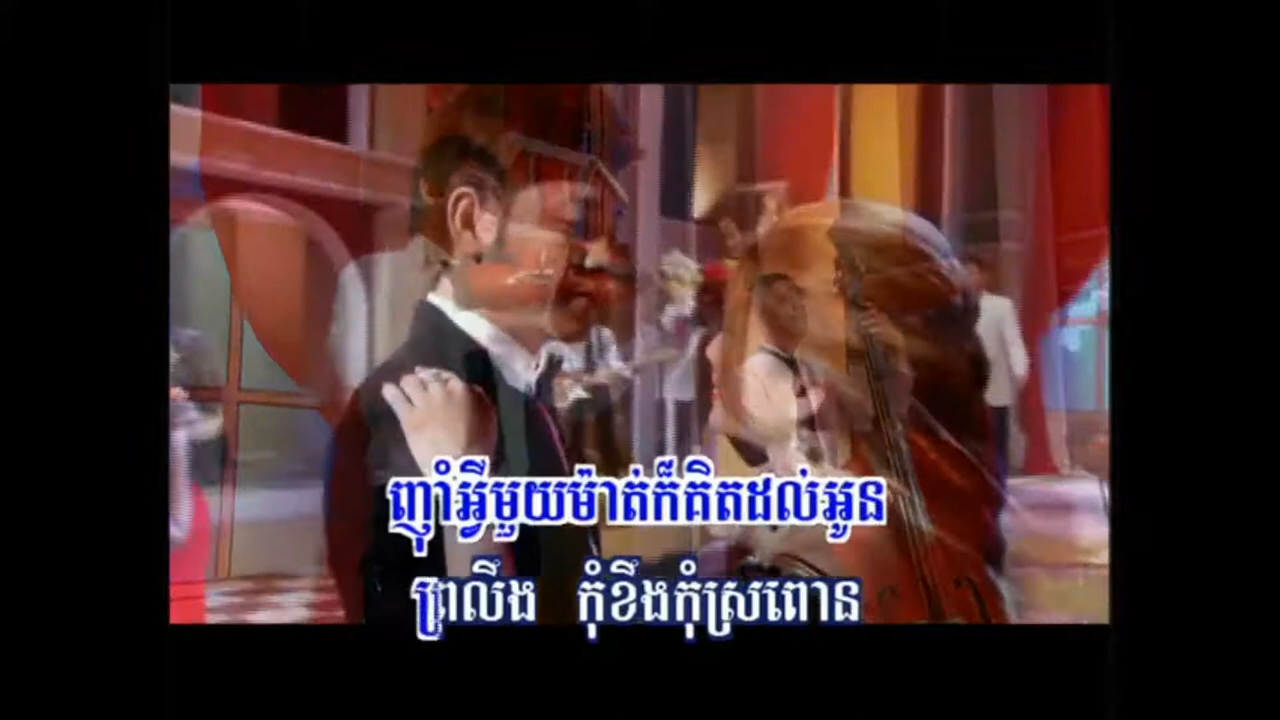 ញ៉ាំអ្វីមួយម៉ាត់ក៏គិតដល់អូន
ព្រលឹង កុំខឹងកុំស្រពោន